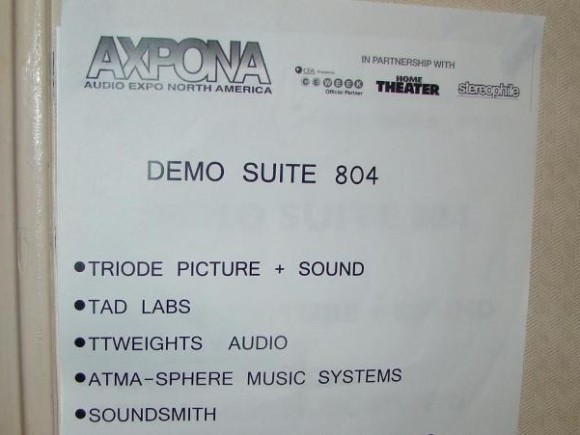 AXPONA
AUDIO EXPO NORTH AMERICA
IN PARTNERSHIP WITH
CEA
CE WEEK
Official Partner
HOME
THEATER
stereophile
DEMO SUITE 804
● TRIODE PICTURE + SOUND
● TAD LABS
● TTWEIGHTS AUDIO
● ATMA-SPHERE MUSIC SYSTEMS
● SOUNDSMITH